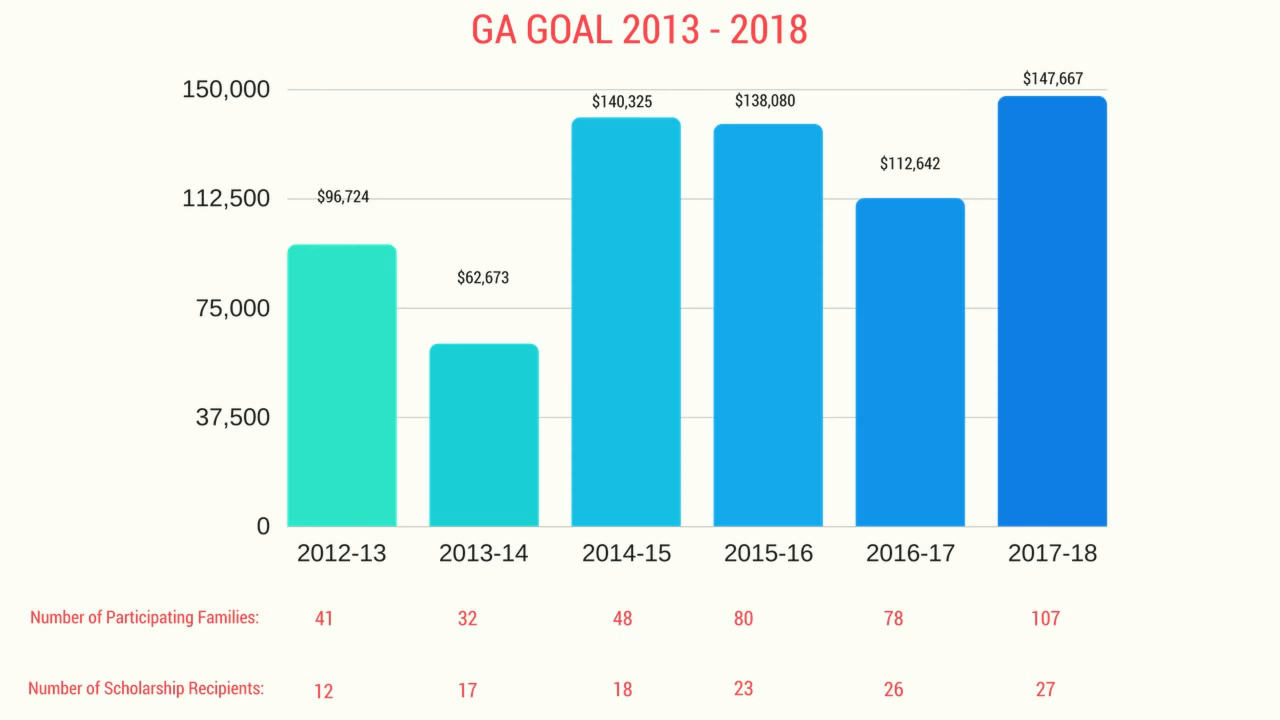 GA GOAL 2013 - 2018
$147,667
150,000
$140,325
$138,080
$112,642
112,500
$96,724
$62,673
75,000
37,500
0
2012-13 2013-14 2014-15 2015-16 2016-17 2017-18
Number of Participating Families: 41 32 48 80 78 107
Number of Scholarship Recipients: 12 17 18 23 26 27